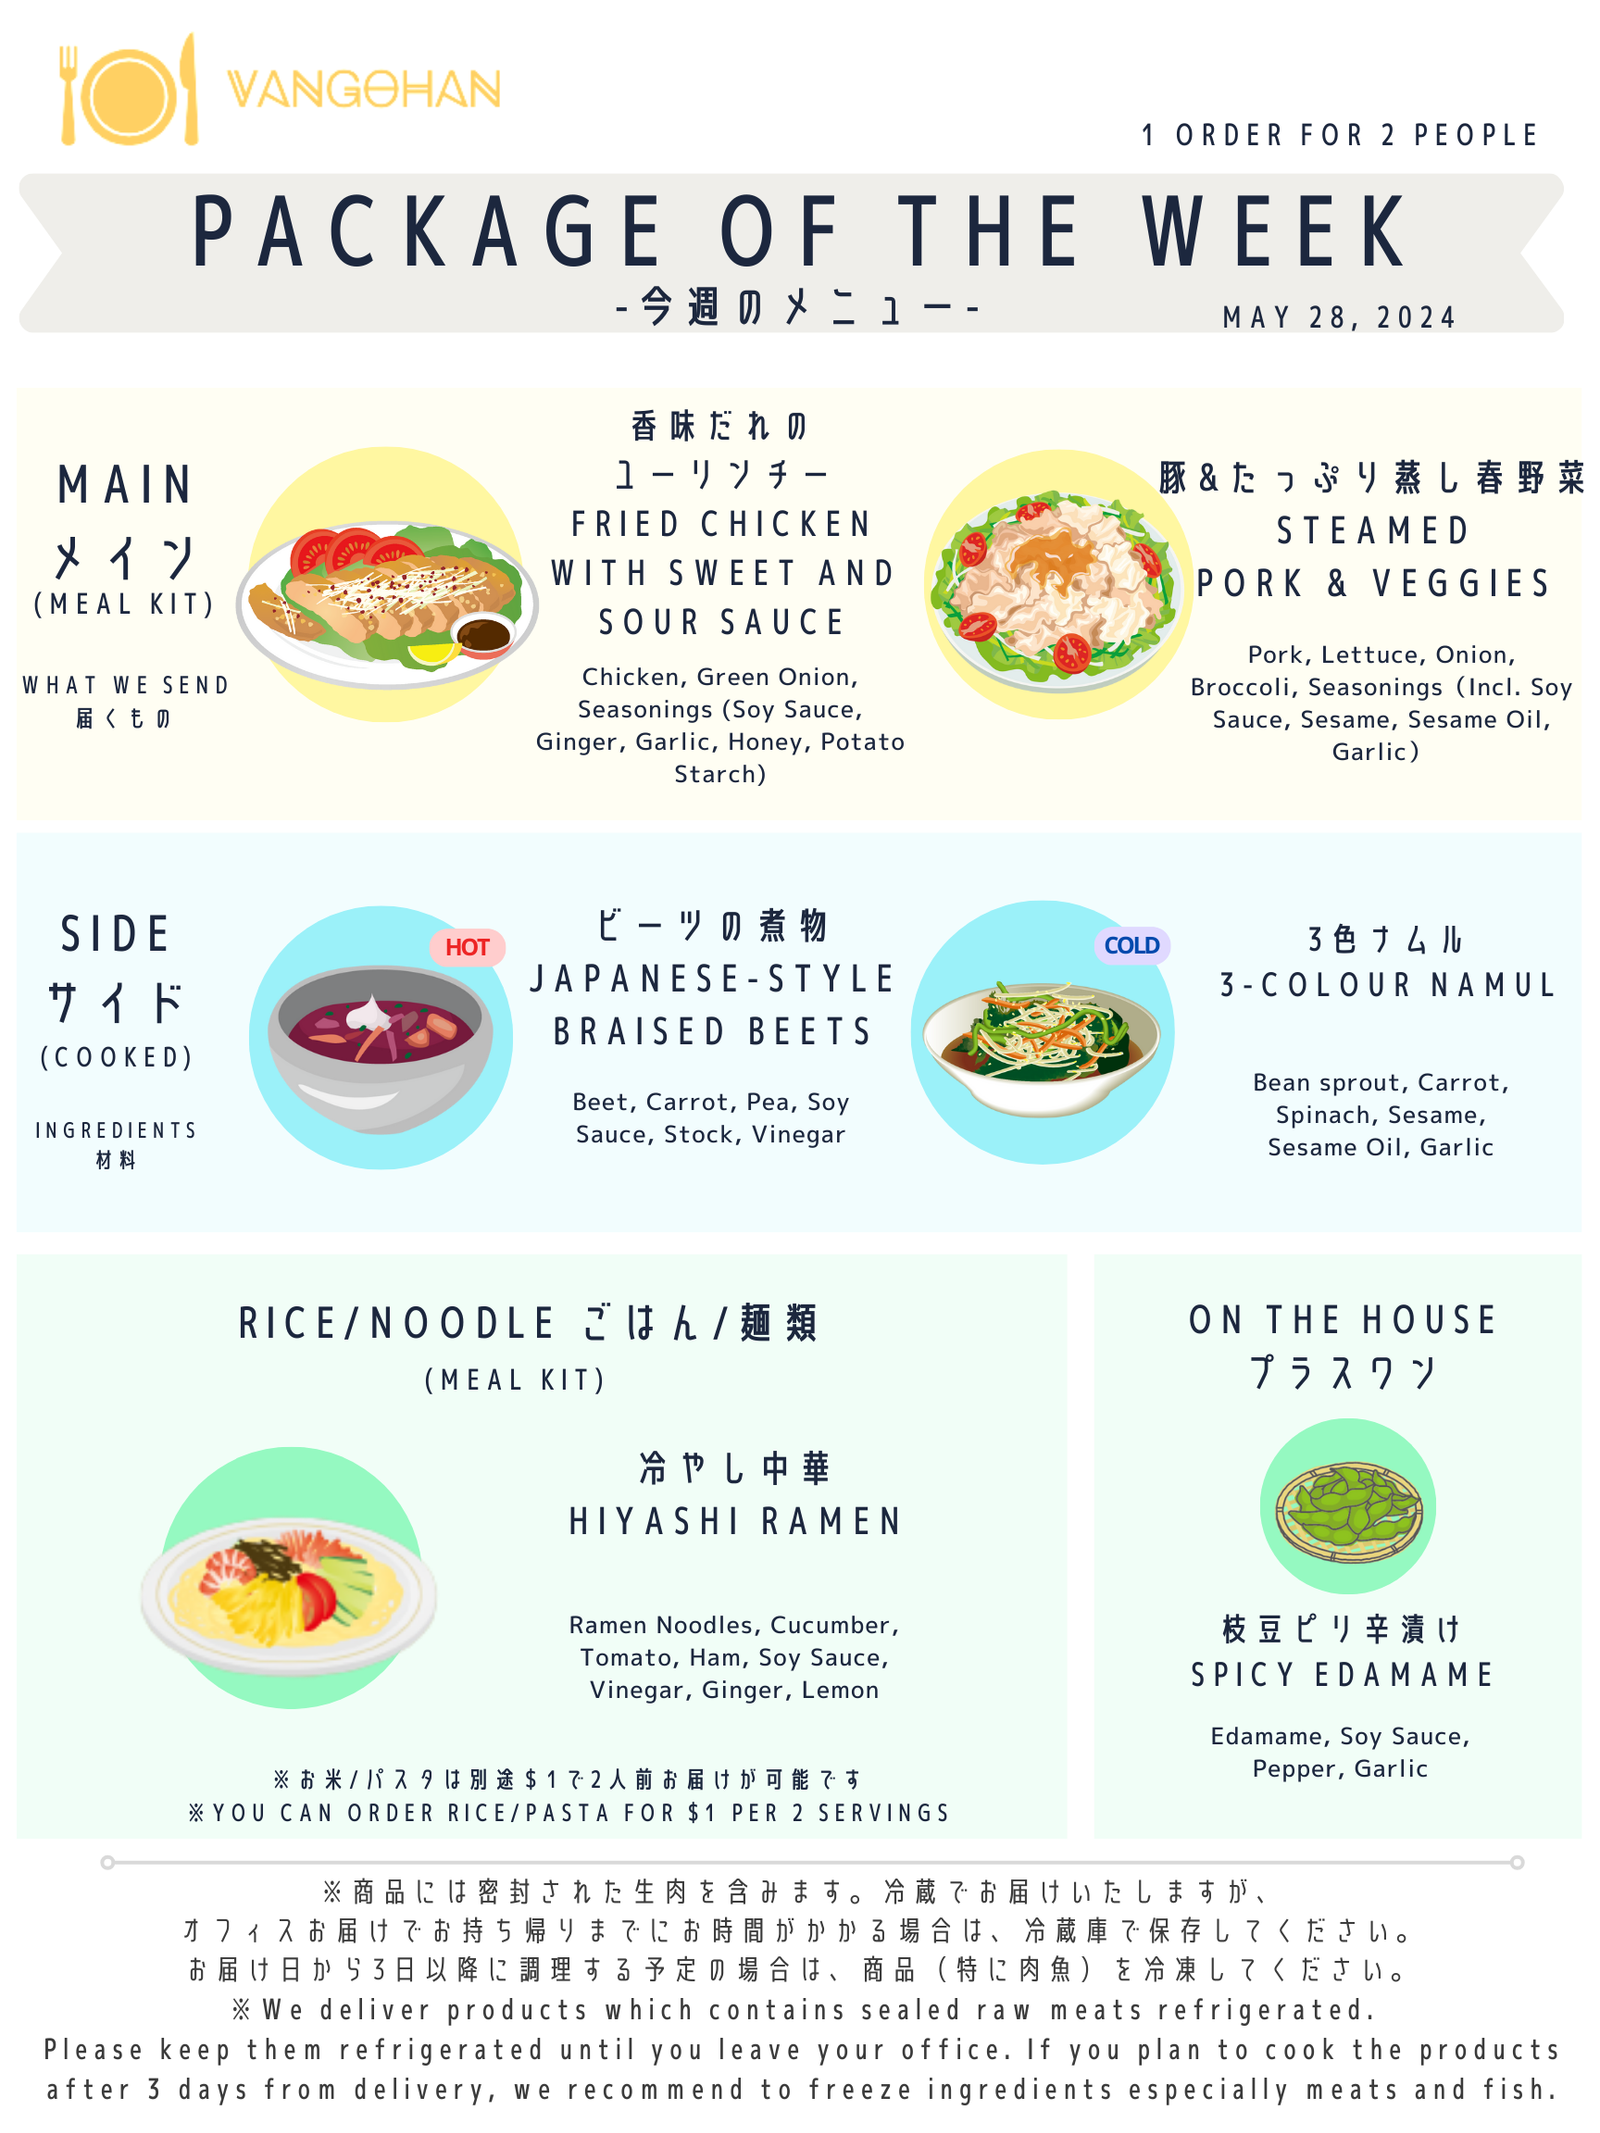 VANGOHAN
1 ORDER FOR 2 PEOPLE
PACKAGE OF THE WEEK
-今週のメニュー-
MAY 28, 2024
MAIN
メイン
(MEAL KIT)
WHAT WE SEND
届くもの
香味だれの
ユーリンチー
FRIED CHICKEN
WITH SWEET AND
SOUR SAUCE
Chicken, Green Onion,
Seasonings (Soy Sauce,
Ginger, Garlic, Honey, Potato
Starch)
豚&たっぷり蒸し春野菜
STEAMED
PORK & VEGGIES
Pork, Lettuce, Onion,
Broccoli, Seasonings（Incl. Soy
Sauce, Sesame, Sesame Oil,
Garlic）
SIDE
サイド
(COOKED)
INGREDIENTS
材料
HOT
ビーツの煮物
JAPANESE-STYLE
BRAISED BEETS
Beet, Carrot, Pea, Soy
Sauce, Stock, Vinegar
COLD
3色ナムル
3-COLOUR NAMUL
Bean sprout, Carrot,
Spinach, Sesame,
Sesame Oil, Garlic
RICE/NOODLE ごはん/麺類
(MEAL KIT)
冷やし中華
HIYASHI RAMEN
Ramen Noodles, Cucumber,
Tomato, Ham, Soy Sauce,
Vinegar, Ginger, Lemon
※お米/パスタは別途$1で2人前お届けが可能です
※YOU CAN ORDER RICE/PASTA FOR $1 PER 2 SERVINGS
ON THE HOUSE
プラスワン
枝豆ピリ辛漬け
SPICY EDAMAME
Edamame, Soy Sauce,
Pepper, Garlic
※商品には密封された生肉を含みます。冷蔵でお届けいたしますが、
オフィスお届けでお持ち帰りまでにお時間がかかる場合は、冷蔵庫で保存してください。
お届け日から3日以降に調理する予定の場合は、商品（特に肉魚）を冷凍してください。
※We deliver products which contains sealed raw meats refrigerated.
Please keep them refrigerated until you leave your office. If you plan to cook the products
after 3 days from delivery, we recommend to freeze ingredients especially meats and fish.